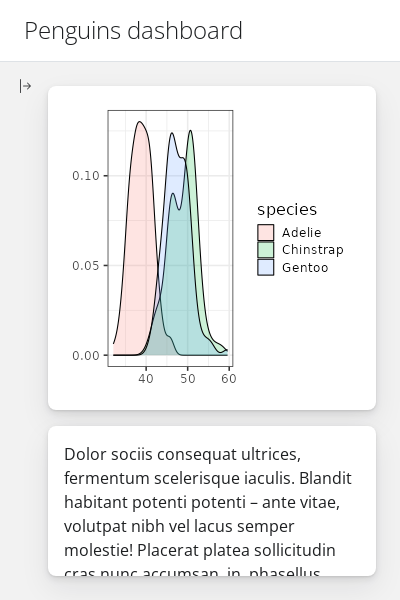 Penguins dashboard
0.10
0.05
0.00
40 50 60
species
Adelie
Chinstrap
Gentoo
Dolor sociis consequat ultrices,
fermentum scelerisque iaculis. Blandit
habitant potenti potenti – ante vitae,
volutpat nibh vel lacus semper
molestie! Placerat platea sollicitudin
cras nunc accumsan, in, phasellus